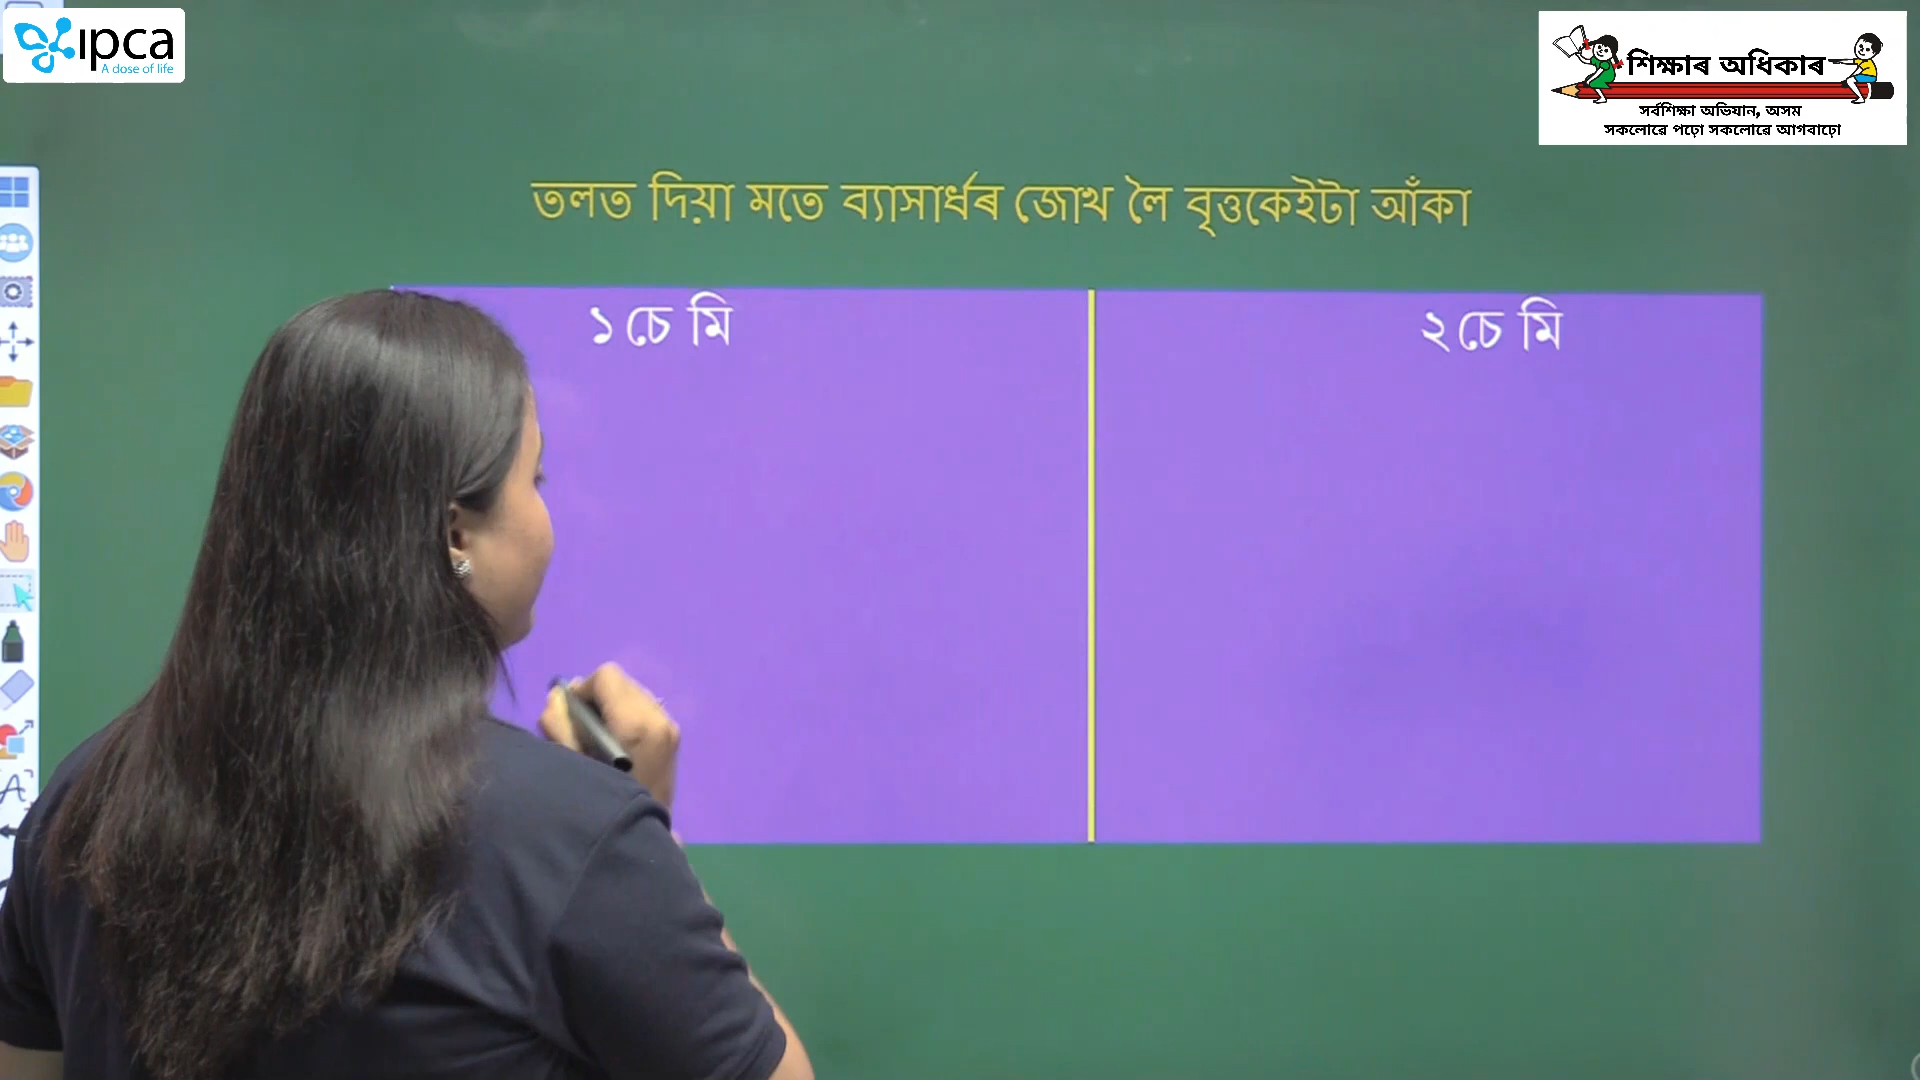 ipca
A dose of life
শিক্ষাৰ অধিকাৰ
সৰ্বশিক্ষা অভিযান, অসম
সকলোৱে পঢ়ো সকলোৱে আগবাঢ়ো
তলত দিয়া মতে ব্যাসাৰ্ধৰ জোখ লৈ বৃত্তকেইটা আঁকা
১ চে মি
২ চে মি